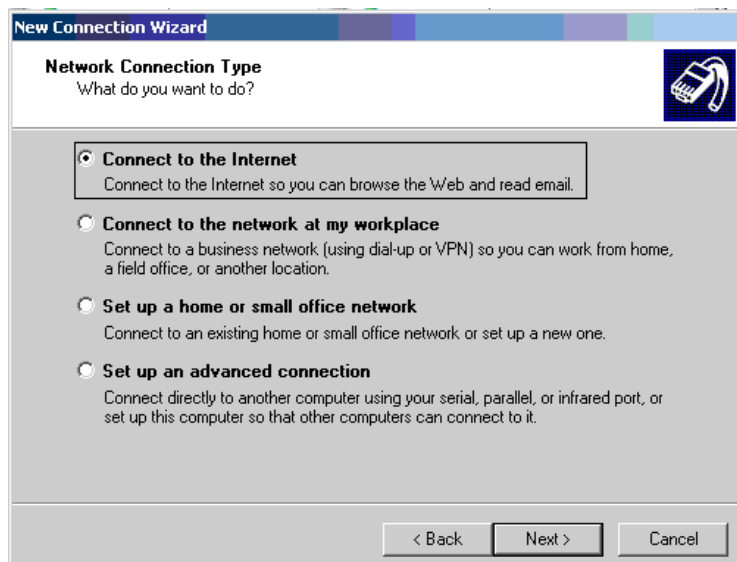 New Connection Wizard
Network Connection Type
What do you want to do?
Connect to the Internet
Connect to the Internet so you can browse the Web and read email.
Connect to the network at my workplace
Connect to a business network (using dial-up or VPN) so you can work from home,
a field office, or another location.
Set up a home or small office network
Connect to an existing home or small office network or set up a new one.
Set up an advanced connection
Connect directly to another computer using your serial, parallel, or infrared port, or
set up this computer so that other computers can connect to it.
< Back Next > Cancel